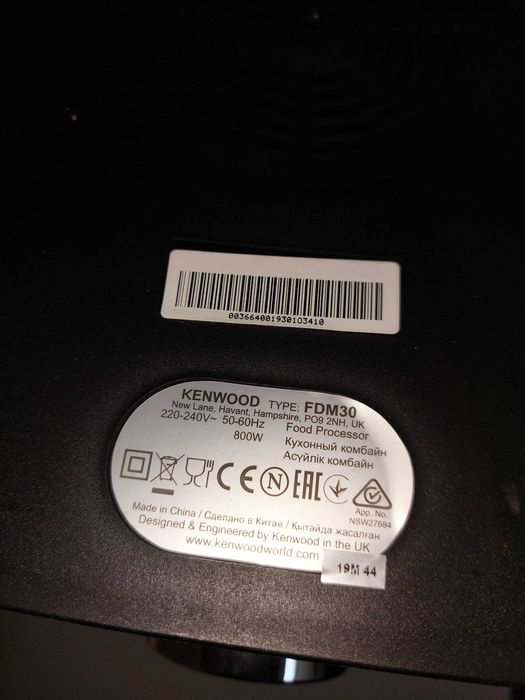 0036640019301O3410
KENWOOD TYPE: FDM30
New Lane, Havant, Hampshire, PO9 2NH, UK
220-240V~ 50-60Hz
800W
Food Processor
Кухонный комбайн
Асүйлік комбайн
CE N EAC
App. No.
NSW27684
Made in China / Сделано в Китае / Қытайда жасалған
Designed & Engineered by Kenwood in the UK
www.kenwoodworld.com
19M 44